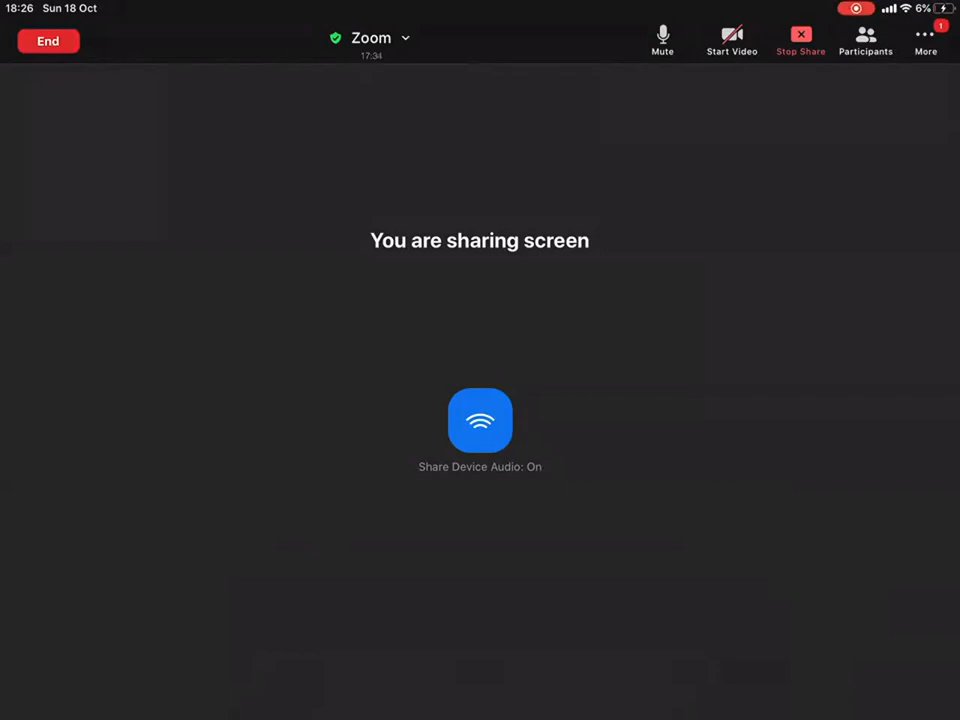 18:26 Sun 18 Oct 6%
End Zoom 1
17:34
Mute Start Video Stop Share Participants More
You are sharing screen
Share Device Audio: On